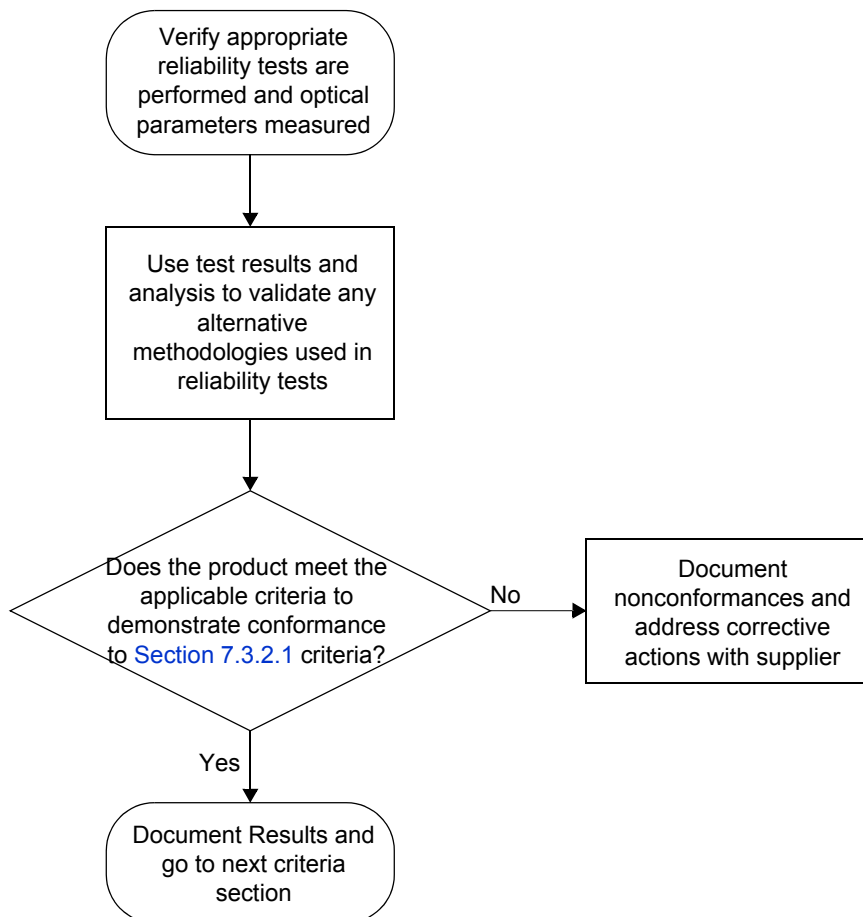 Verify appropriate
reliability tests are
performed and optical
parameters measured
Use test results and
analysis to validate any
alternative
methodologies used in
reliability tests
Does the product meet the
applicable criteria to
demonstrate conformance
to Section 7.3.2.1 criteria?
No
Document
nonconformances and
address corrective
actions with supplier
Yes
Document Results and
go to next criteria
section